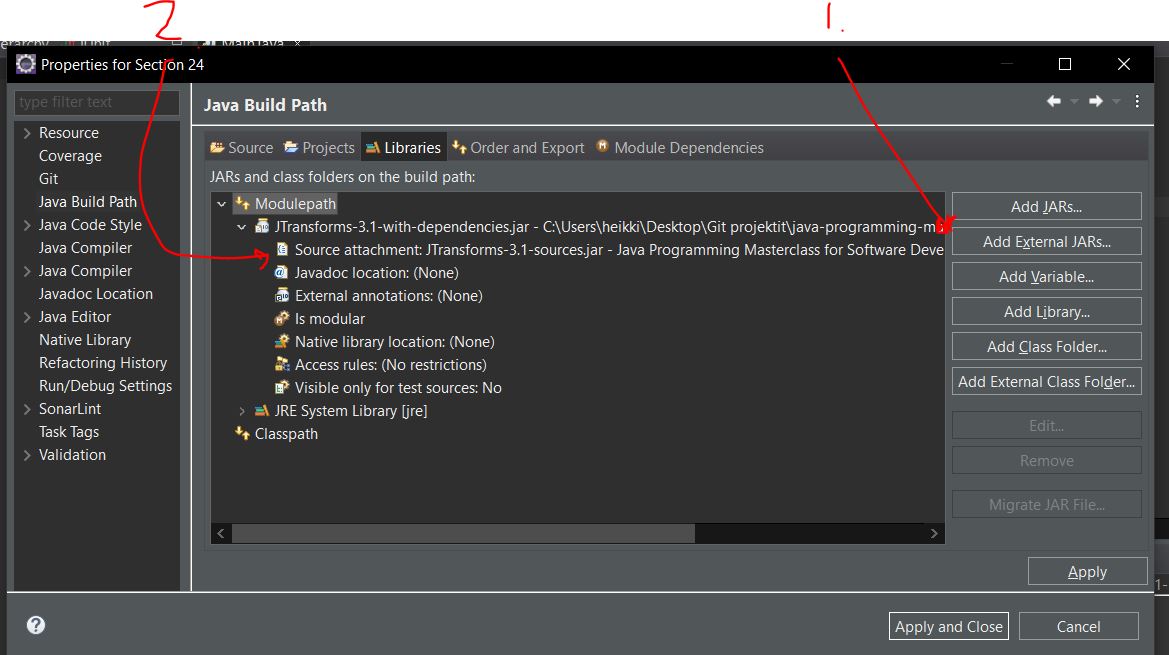 2
1.
Main.java
Properties for Section 24
type filter text
Resource
Coverage
Git
Java Build Path
Java Code Style
Java Compiler
Java Compiler
Javadoc Location
Java Editor
Native Library
Refactoring History
Run/Debug Settings
SonarLint
Task Tags
Validation
Java Build Path
Source Projects Libraries Order and Export Module Dependencies
JARs and class folders on the build path:
Modulepath
JTransforms-3.1-with-dependencies.jar - C:\Users\heikki\Desktop\Git projektit\java-programming-m
Source attachment: JTransforms-3.1-sources.jar - Java Programming Masterclass for Software Deve
Javadoc location: (None)
External annotations: (None)
Is modular
Native library location: (None)
Access rules: (No restrictions)
Visible only for test sources: No
JRE System Library [jre]
Classpath
Add JARs...
Add External JARs...
Add Variable...
Add Library...
Add Class Folder...
Add External Class Folder...
Edit...
Remove
Migrate JAR File...
Apply
1-
Apply and Close
Cancel